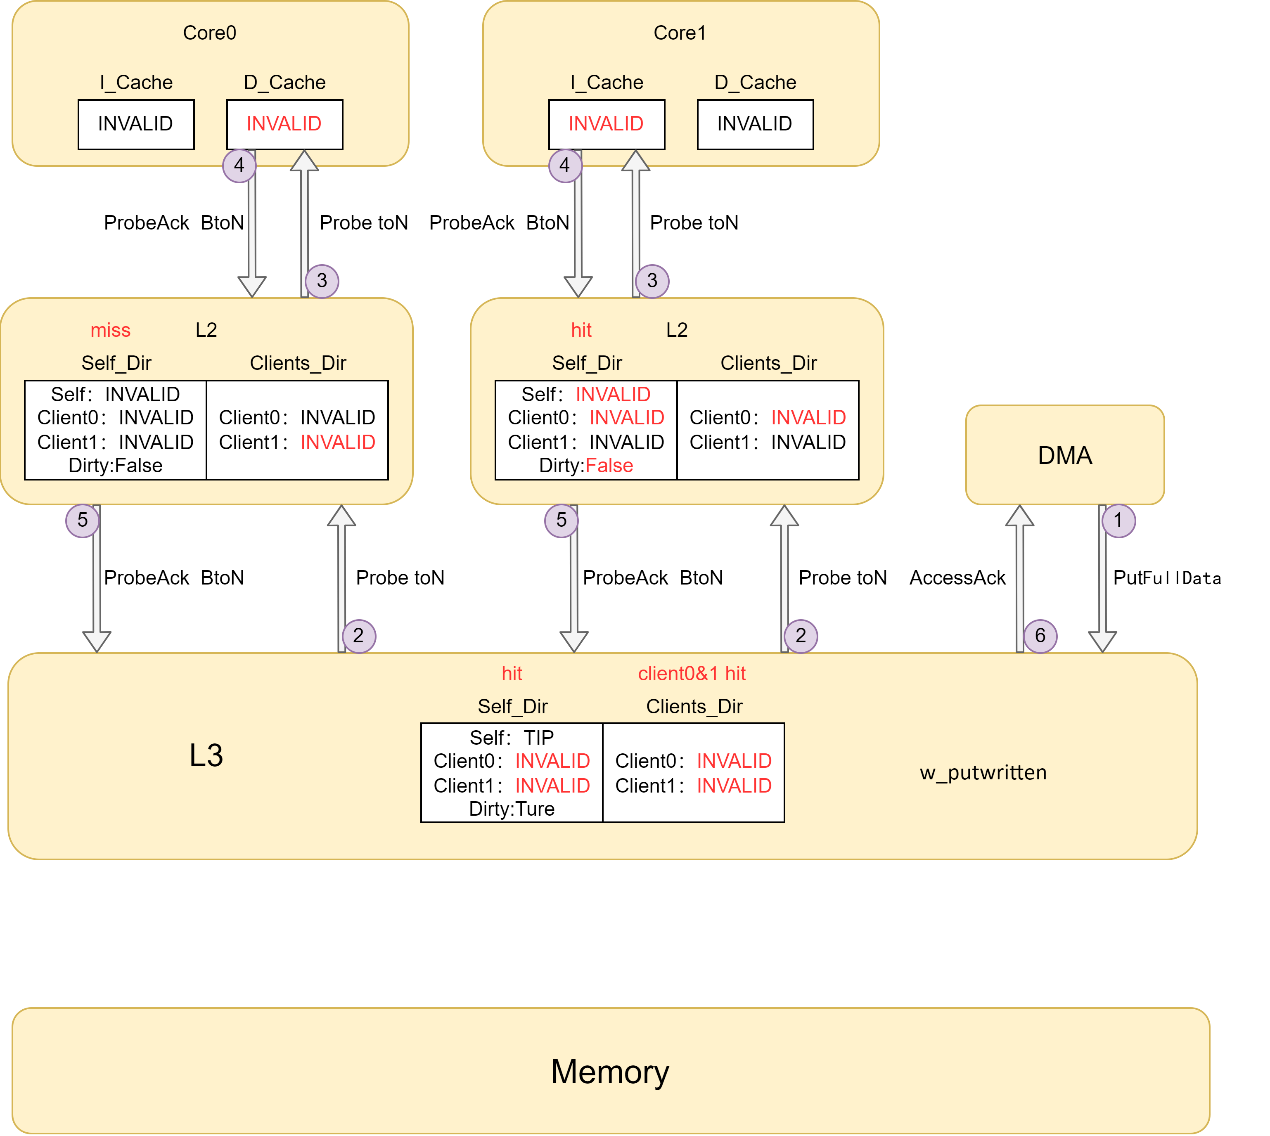 Core0
Core1
I_Cache
D_Cache
I_Cache
D_Cache
INVALID
INVALID
INVALID
INVALID
4
4
ProbeAck BtoN
Probe toN
ProbeAck BtoN
Probe toN
3
3
miss
L2
hit
L2
Self_Dir
Clients_Dir
Self_Dir
Clients_Dir
Self: INVALID
Client0: INVALID
Client1: INVALID
Dirty:False
Client0: INVALID
Client1: INVALID
Self: INVALID
Client0: INVALID
Client1: INVALID
Dirty:False
Client0: INVALID
Client1: INVALID
DMA
5
5
1
ProbeAck BtoN
Probe toN
ProbeAck BtoN
Probe toN
AccessAck
PutFullData
2
2
6
hit
client0&1 hit
Self_Dir
Clients_Dir
L3
Self: TIP
Client0: INVALID
Client1: INVALID
Dirty:Ture
Client0: INVALID
Client1: INVALID
w_putwritten
Memory